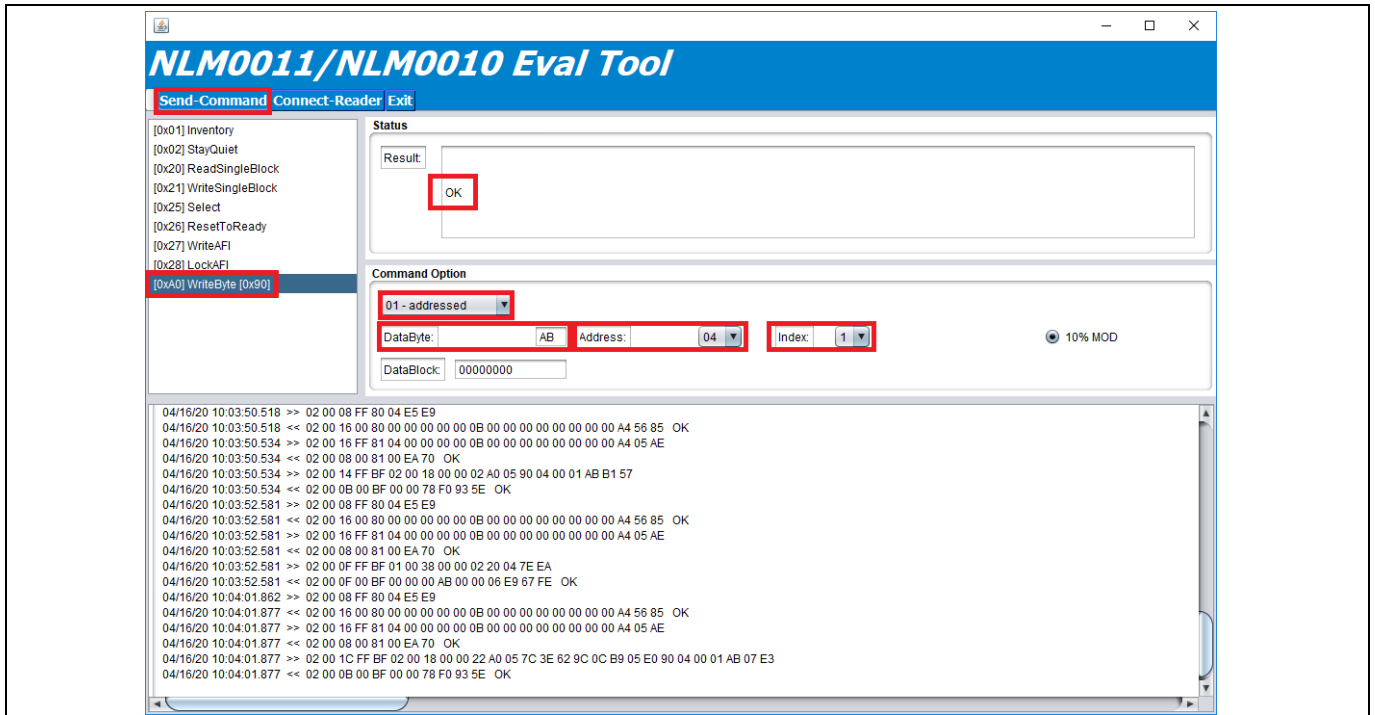 NLM0011/NLM0010 Eval Tool
Send-Command Connect-Reader Exit
[0x01] Inventory
[0x02] StayQuiet
[0x20] ReadSingleBlock
[0x21] WriteSingleBlock
[0x25] Select
[0x26] ResetToReady
[0x27] WriteAFI
[0x28] LockAFI
[0xA0] WriteByte [0x90]
Status
Result:
OK
Command Option
01 - addressed
DataByte: AB Address: 04 Index: 1 10% MOD
DataBlock: 00000000
04/16/20 10:03:50.518 >> 02 00 08 FF 80 04 E5 E9
04/16/20 10:03:50.518 << 02 00 16 00 80 00 00 00 00 00 0B 00 00 00 00 00 00 00 00 A4 56 85 OK
04/16/20 10:03:50.534 >> 02 00 16 FF 81 04 00 00 00 00 0B 00 00 00 00 00 00 00 00 A4 05 AE
04/16/20 10:03:50.534 << 02 00 08 00 81 00 EA 70 OK
04/16/20 10:03:50.534 >> 02 00 14 FF BF 02 00 18 00 00 02 A0 05 90 04 00 01 AB B1 57
04/16/20 10:03:50.534 << 02 00 0B 00 BF 00 00 78 F0 93 5E OK
04/16/20 10:03:52.581 >> 02 00 08 FF 80 04 E5 E9
04/16/20 10:03:52.581 << 02 00 16 00 80 00 00 00 00 00 0B 00 00 00 00 00 00 00 00 A4 56 85 OK
04/16/20 10:03:52.581 >> 02 00 16 FF 81 04 00 00 00 00 0B 00 00 00 00 00 00 00 00 A4 05 AE
04/16/20 10:03:52.581 << 02 00 08 00 81 00 EA 70 OK
04/16/20 10:03:52.581 >> 02 00 0F FF BF 01 00 38 00 00 02 20 04 7E EA
04/16/20 10:03:52.581 << 02 00 0F 00 BF 00 00 00 AB 00 00 06 E9 67 FE OK
04/16/20 10:04:01.862 >> 02 00 08 FF 80 04 E5 E9
04/16/20 10:04:01.877 << 02 00 16 00 80 00 00 00 00 00 0B 00 00 00 00 00 00 00 00 A4 56 85 OK
04/16/20 10:04:01.877 >> 02 00 16 FF 81 04 00 00 00 00 0B 00 00 00 00 00 00 00 00 A4 05 AE
04/16/20 10:04:01.877 << 02 00 08 00 81 00 EA 70 OK
04/16/20 10:04:01.877 >> 02 00 1C FF BF 02 00 18 00 00 22 A0 05 7C 3E 62 9C 0C B9 05 E0 90 04 00 01 AB 07 E3
04/16/20 10:04:01.877 << 02 00 0B 00 BF 00 00 78 F0 93 5E OK